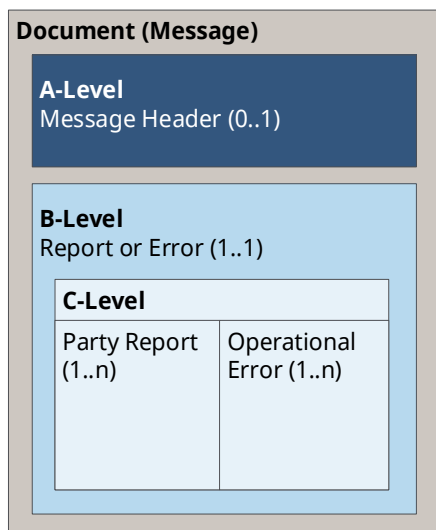 Document (Message)
A-Level
Message Header (0..1)
B-Level
Report or Error (1..1)
C-Level
Party Report
(1..n)
Operational
Error (1..n)